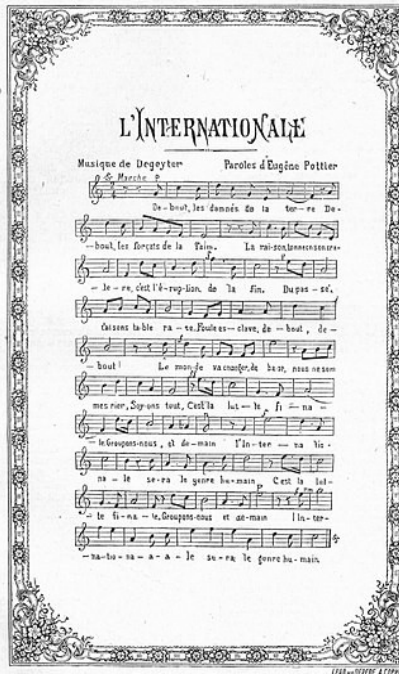 L'INTERNATIONALE
Musique de Degeyter Paroles d'Eugène Pottier
Marche P
De-bout, les damnés de la ter-re De-
-bout, les forçats de la faim. La rai-son tonne en son cra-
-tè-re, c'est l'é-rup-tion de la fin. Du pas-sé,
faisons ta-ble ra-se, Foule es-clave, de-bout, de-
-bout! Le mon-de va changer de base, nous ne som
mes rien, Soy-ons tout, C'est la lut-te fi-na-
-le, Groupons-nous, et de-main l'In-ter-na tio-
na-le se-ra le genre hu-main C'est la lut-
-te fi-na-le, Groupons-nous et de-main l'In-ter-
-na-tio-na-a-a-le se-ra le genre hu-main